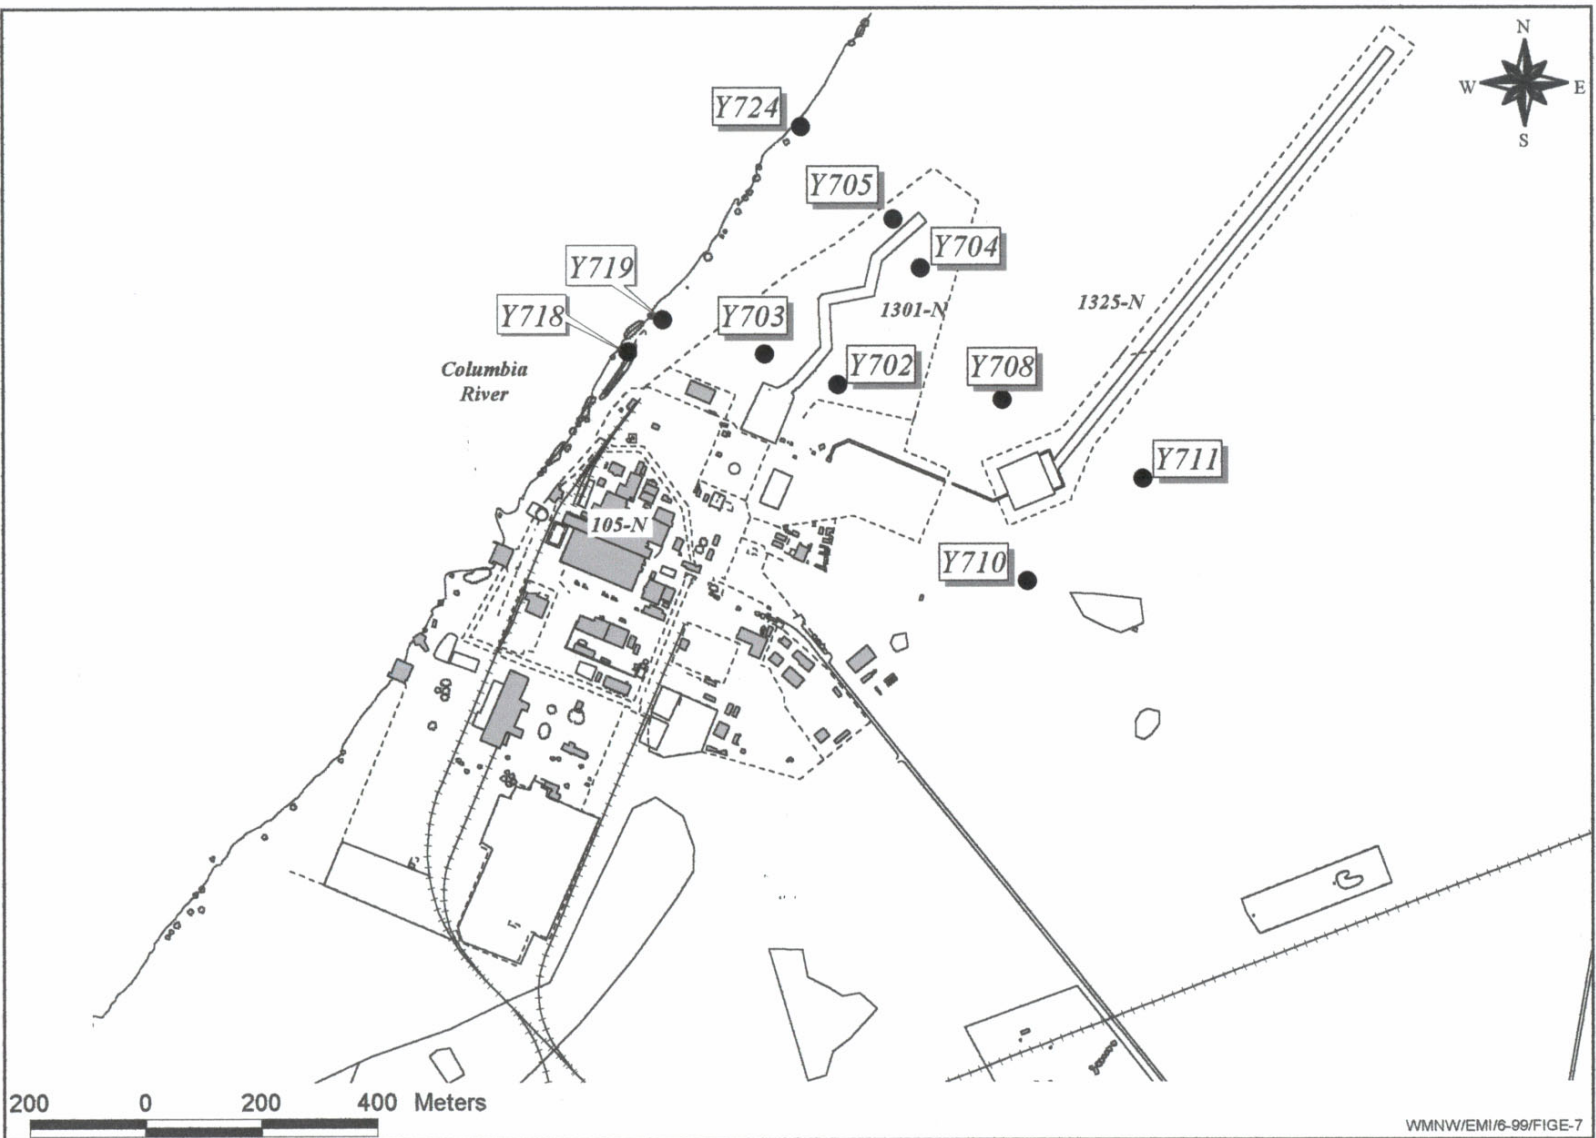 N
W E
S
Y724
Y705
Y704
Y719
Y718
Y703
1301-N
1325-N
Y702
Y708
Columbia
River
Y711
105-N
Y710
200 0 200 400 Meters
WMNW/EMI/6-99/FIGE-7